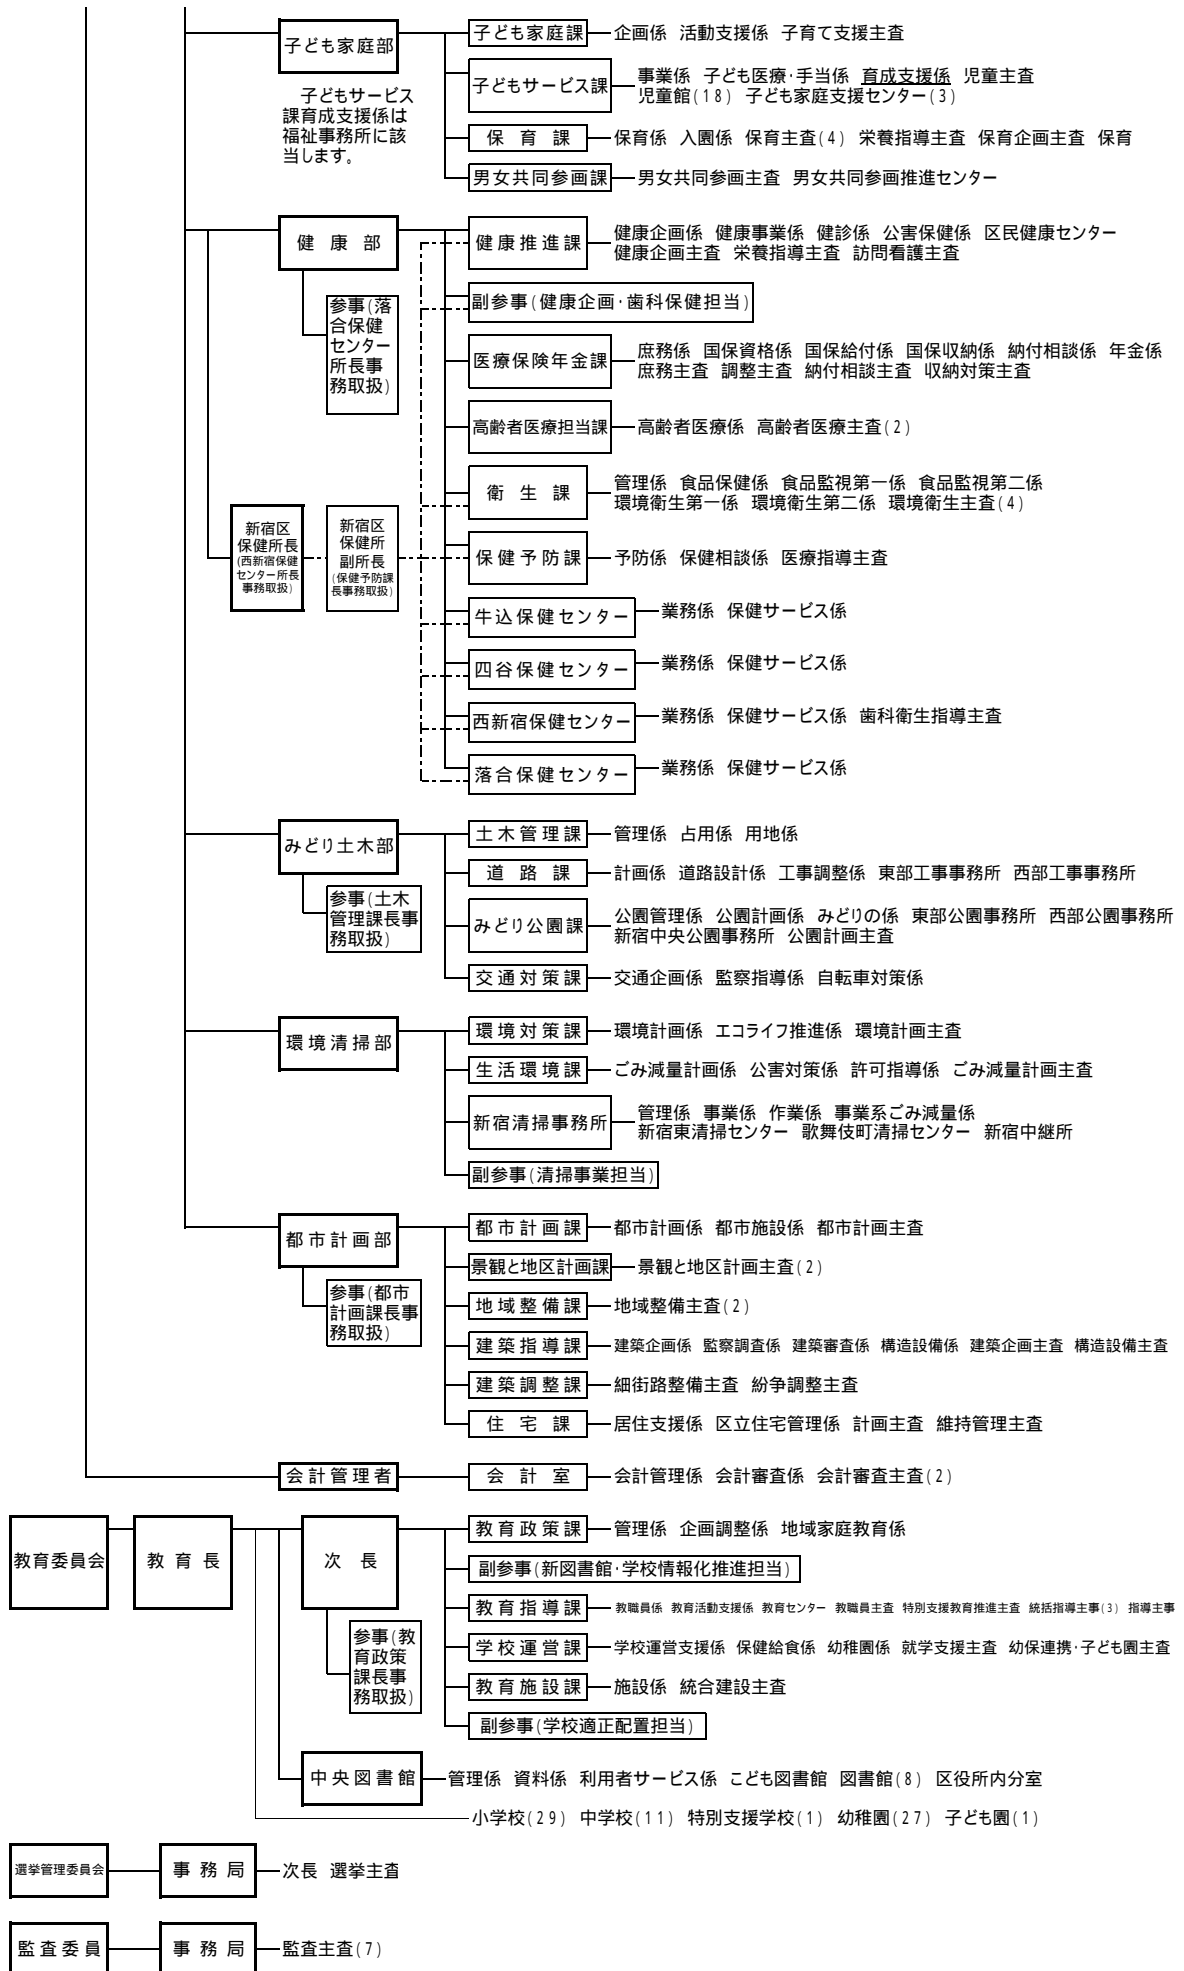 子ども家庭部
子どもサービス
課育成支援係は
福祉事務所に該
当します。
子ども家庭課
企画係 活動支援係 子育て支援主査
子どもサービス課
事業係 子ども医療・手当係 育成支援係 児童主査
児童館(18) 子ども家庭支援センター(3)
保育課
保育係 入園係 保育主査(4) 栄養指導主査 保育企画主査 保育
男女共同参画課
男女共同参画主査 男女共同参画推進センター
健康部
参事(落
合保健
センター
所長事
務取扱)
新宿区
保健所長
(西新宿保健
センター所長
事務取扱)
新宿区
保健所
副所長
(保健予防課
長事務取扱)
健康推進課
健康企画係 健康事業係 健診係 公害保健係 区民健康センター
健康企画主査 栄養指導主査 訪問看護主査
副参事(健康企画・歯科保健担当)
医療保険年金課
庶務係 国保資格係 国保給付係 国保収納係 納付相談係 年金係
庶務主査 調整主査 納付相談主査 収納対策主査
高齢者医療担当課
高齢者医療係 高齢者医療主査(2)
衛生課
管理係 食品保健係 食品監視第一係 食品監視第二係
環境衛生第一係 環境衛生第二係 環境衛生主査(4)
保健予防課
予防係 保健相談係 医療指導主査
牛込保健センター
業務係 保健サービス係
四谷保健センター
業務係 保健サービス係
西新宿保健センター
業務係 保健サービス係 歯科衛生指導主査
落合保健センター
業務係 保健サービス係
みどり土木部
参事(土木
管理課長事
務取扱)
土木管理課
管理係 占用係 用地係
道路課
計画係 道路設計係 工事調整係 東部工事事務所 西部工事事務所
みどり公園課
公園管理係 公園計画係 みどりの係 東部公園事務所 西部公園事務所
新宿中央公園事務所 公園計画主査
交通対策課
交通企画係 監察指導係 自転車対策係
環境清掃部
環境対策課
環境計画係 エコライフ推進係 環境計画主査
生活環境課
ごみ減量計画係 公害対策係 許可指導係 ごみ減量計画主査
新宿清掃事務所
管理係 事業係 作業係 事業系ごみ減量係
新宿東清掃センター 歌舞伎町清掃センター 新宿中継所
副参事(清掃事業担当)
都市計画部
参事(都市
計画課長事
務取扱)
都市計画課
都市計画係 都市施設係 都市計画主査
景観と地区計画課
景観と地区計画主査(2)
地域整備課
地域整備主査(2)
建築指導課
建築企画係 監察調査係 建築審査係 構造設備係 建築企画主査 構造設備主査
建築調整課
細街路整備主査 紛争調整主査
住宅課
居住支援係 区立住宅管理係 計画主査 維持管理主査
会計管理者
会計室
会計管理係 会計審査係 会計審査主査(2)
教育委員会
教育長
次長
参事(教
育政策
課長事
務取扱)
教育政策課
管理係 企画調整係 地域家庭教育係
副参事(新図書館・学校情報化推進担当)
教育指導課
教職員係 教育活動支援係 教育センター 教職員主査 特別支援教育推進主査 統括指導主事(3) 指導主事
学校運営課
学校運営支援係 保健給食係 幼稚園係 就学支援主査 幼保連携・子ども園主査
教育施設課
施設係 統合建設主査
副参事(学校適正配置担当)
中央図書館
管理係 資料係 利用者サービス係 こども図書館 図書館(8) 区役所内分室
小学校(29) 中学校(11) 特別支援学校(1) 幼稚園(27) 子ども園(1)
選挙管理委員会
事務局
次長 選挙主査
監査委員
事務局
監査主査(7)